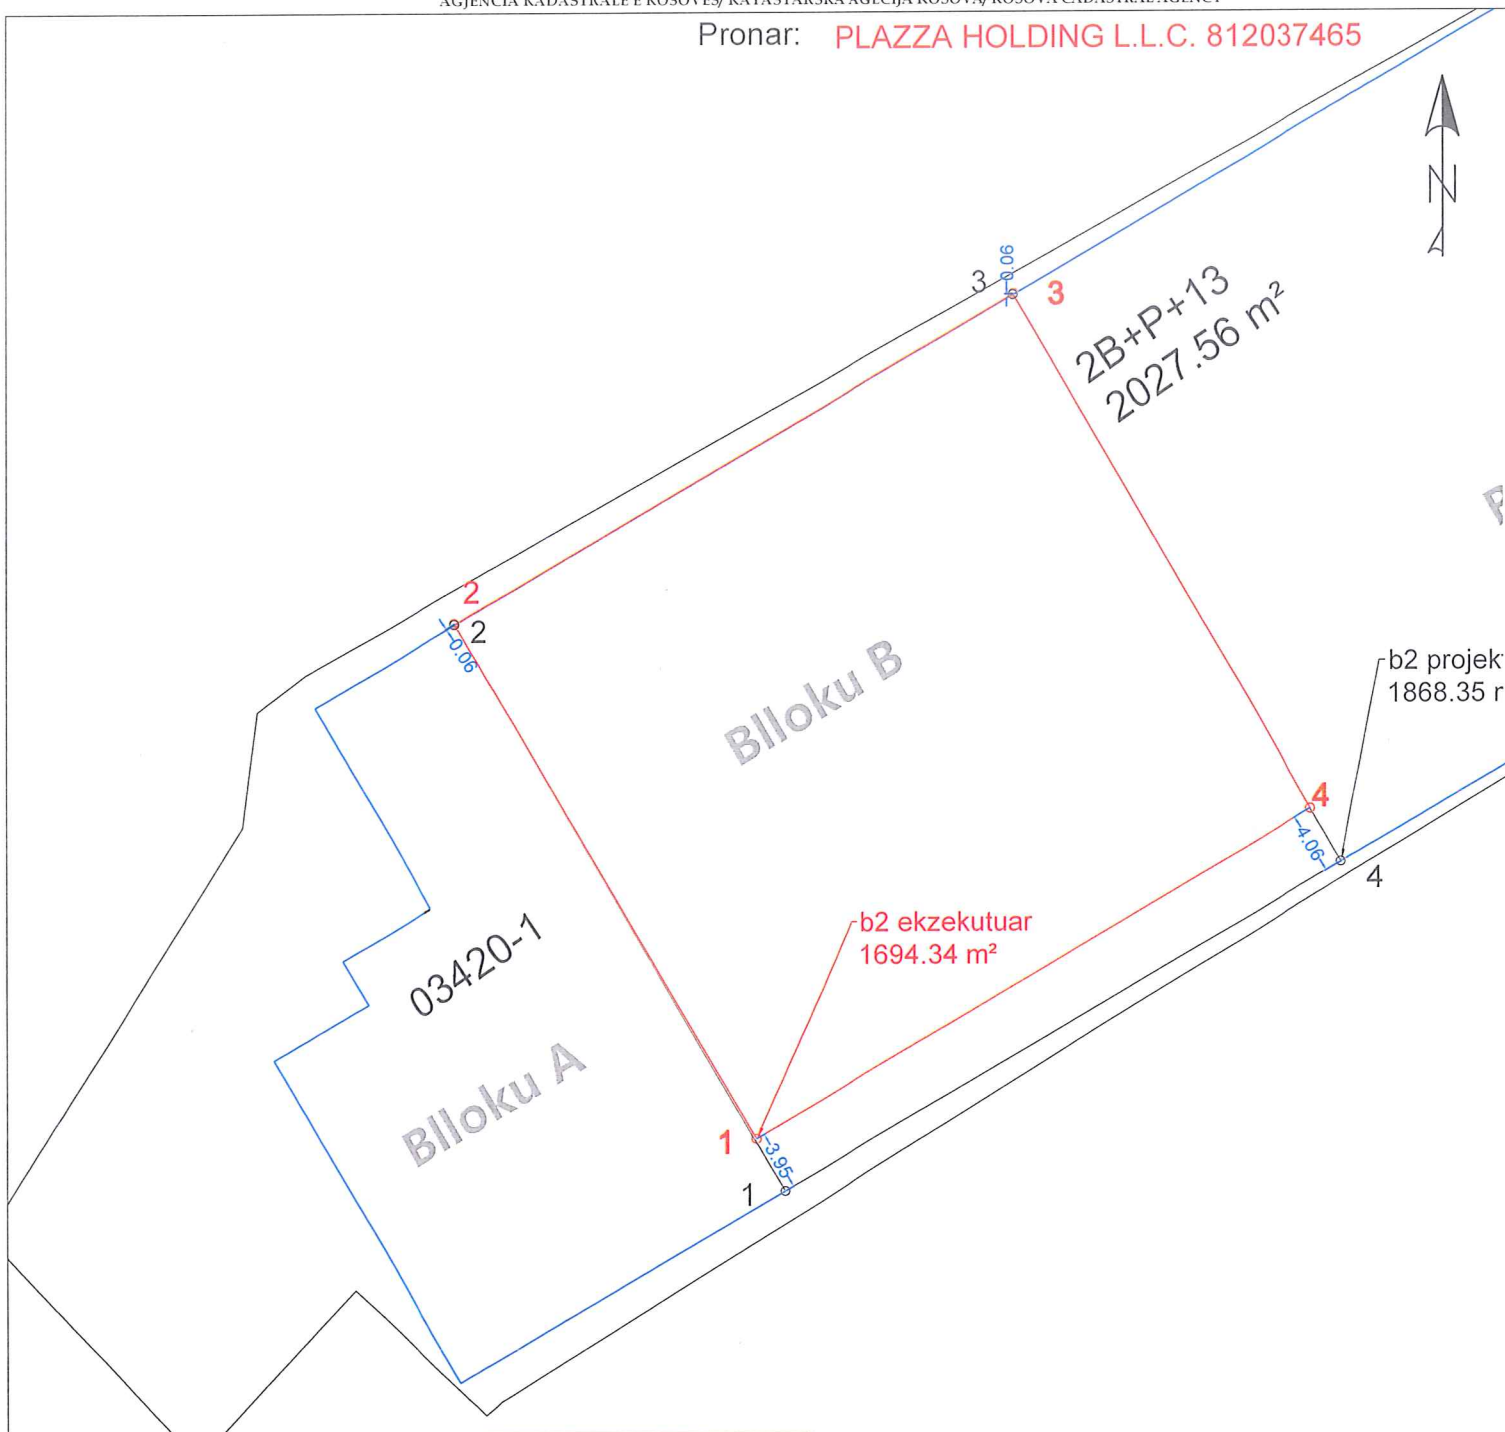 Pronar: PLAZZA HOLDING L.L.C. 812037465
N
0.06
3
3
2B+P+13
2027.56 m²
2
2
0.06
b2 projek
1868.35
Blloku B
4
4.06
4
b2 ekzekutuar
1694.34 m²
03420-1
Blloku A
1
3.95
1